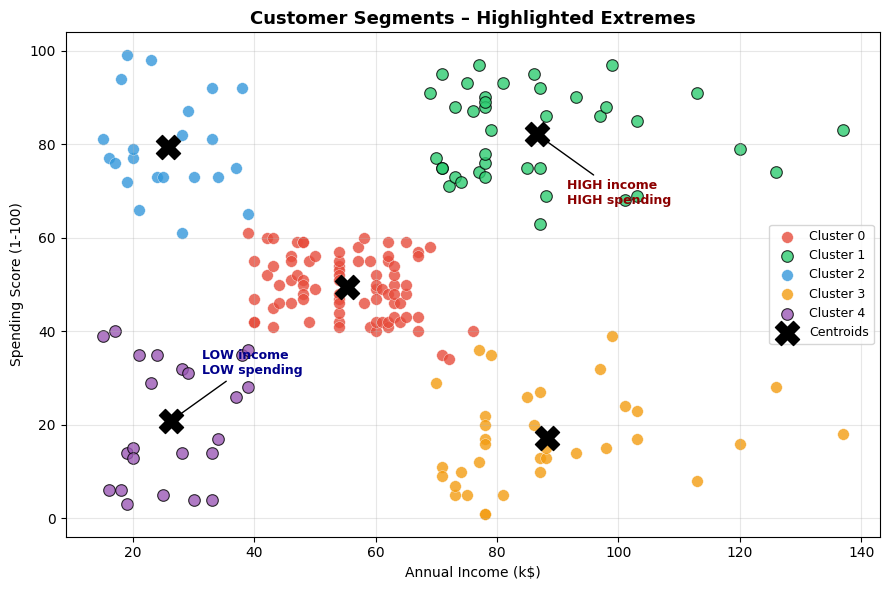 Customer Segments – Highlighted Extremes
Spending Score (1-100)
100
80
60
40
20
0
HIGH income
HIGH spending
LOW income
LOW spending
Cluster 0
Cluster 1
Cluster 2
Cluster 3
Cluster 4
Centroids
20
40
60
80
100
120
140
Annual Income (k$)